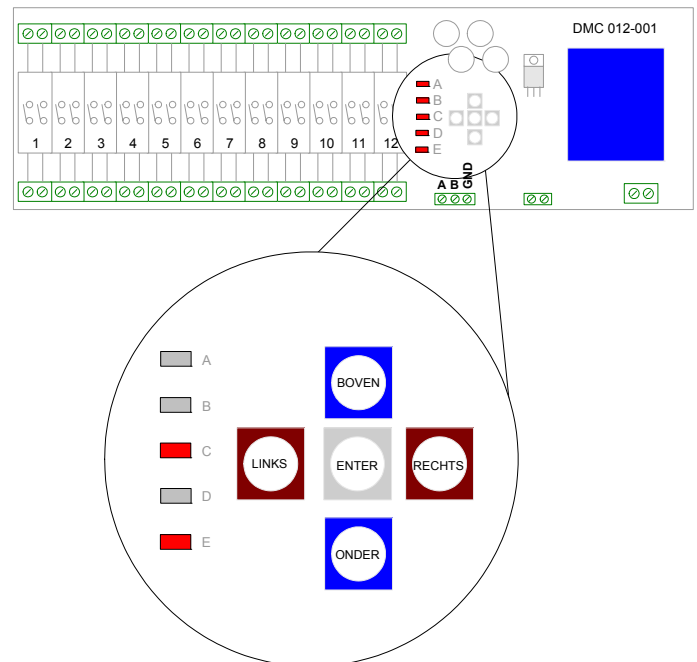 DMC 012-001
A
B
C
D
E
1 2 3 4 5 6 7 8 9 10 11 12
A B GND
A
B
C
D
E
BOVEN
LINKS ENTER RECHTS
ONDER